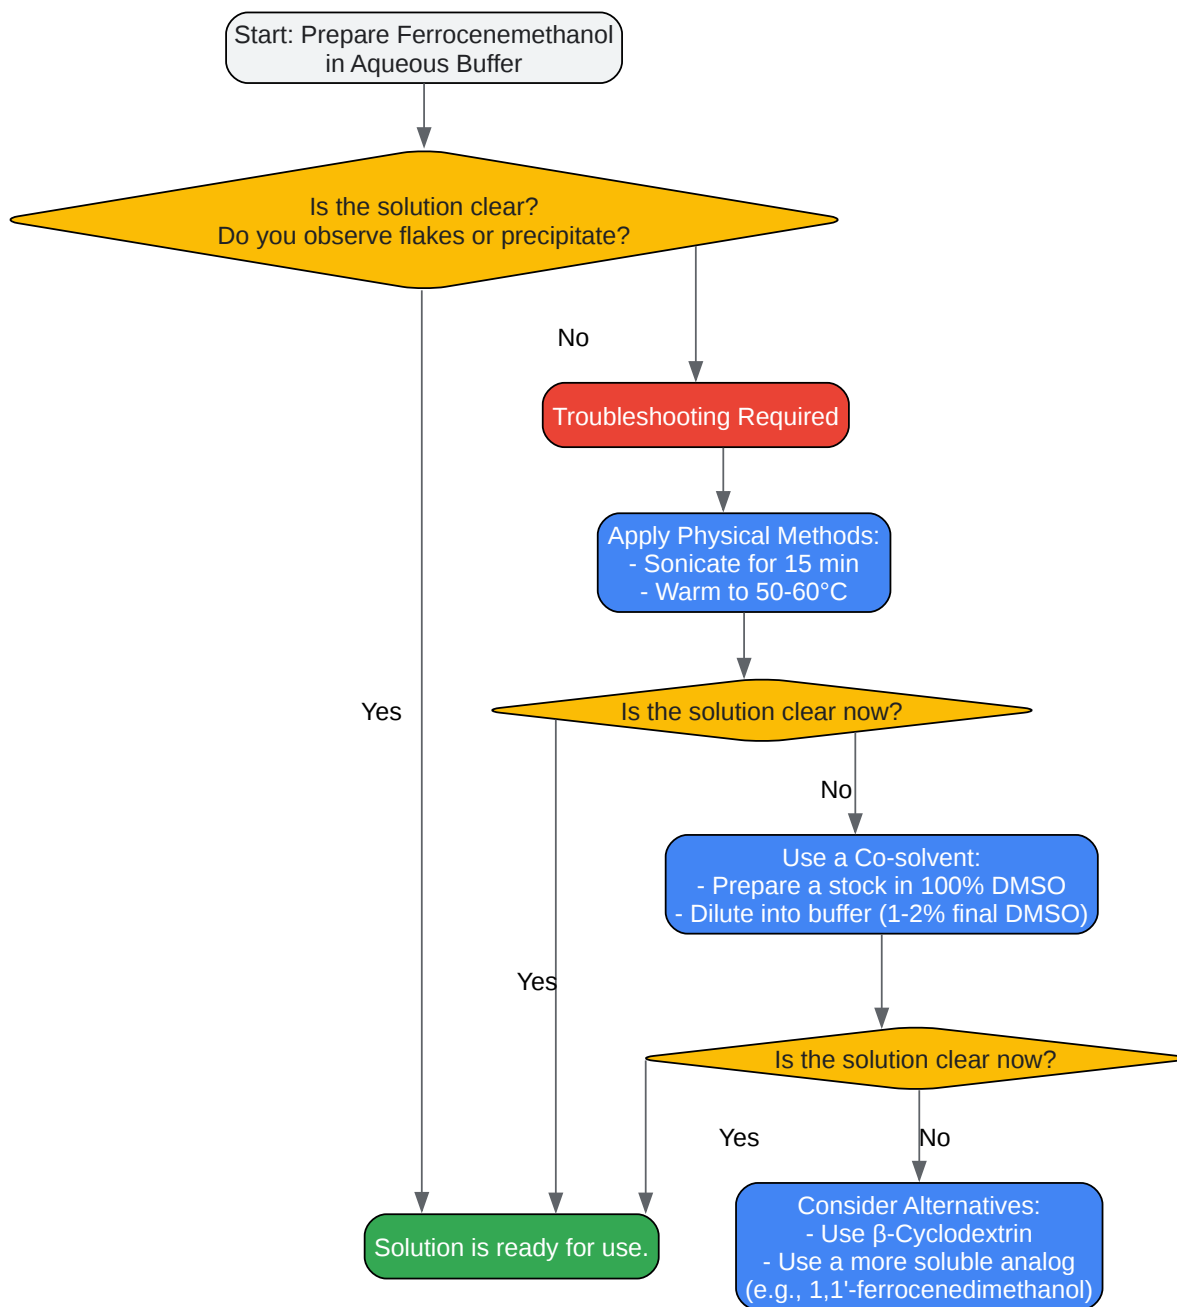 Start: Prepare Ferrocenemethanol
in Aqueous Buffer
Is the solution clear?
Do you observe flakes or precipitate?
No
Troubleshooting Required
Apply Physical Methods:
- Sonicate for 15 min
- Warm to 50-60°C
Yes
Is the solution clear now?
No
Use a Co-solvent:
- Prepare a stock in 100% DMSO
- Dilute into buffer (1-2% final DMSO)
Yes
Is the solution clear now?
Yes
No
Solution is ready for use.
Consider Alternatives:
- Use β-Cyclodextrin
- Use a more soluble analog
(e.g., 1,1'-ferrocenedimethanol)